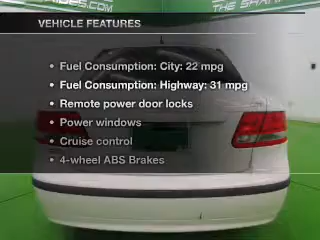 VEHICLE FEATURES
• Fuel Consumption: City: 22 mpg
• Fuel Consumption: Highway: 31 mpg
• Remote power door locks
• Power windows
• Cruise control
• 4-wheel ABS Brakes